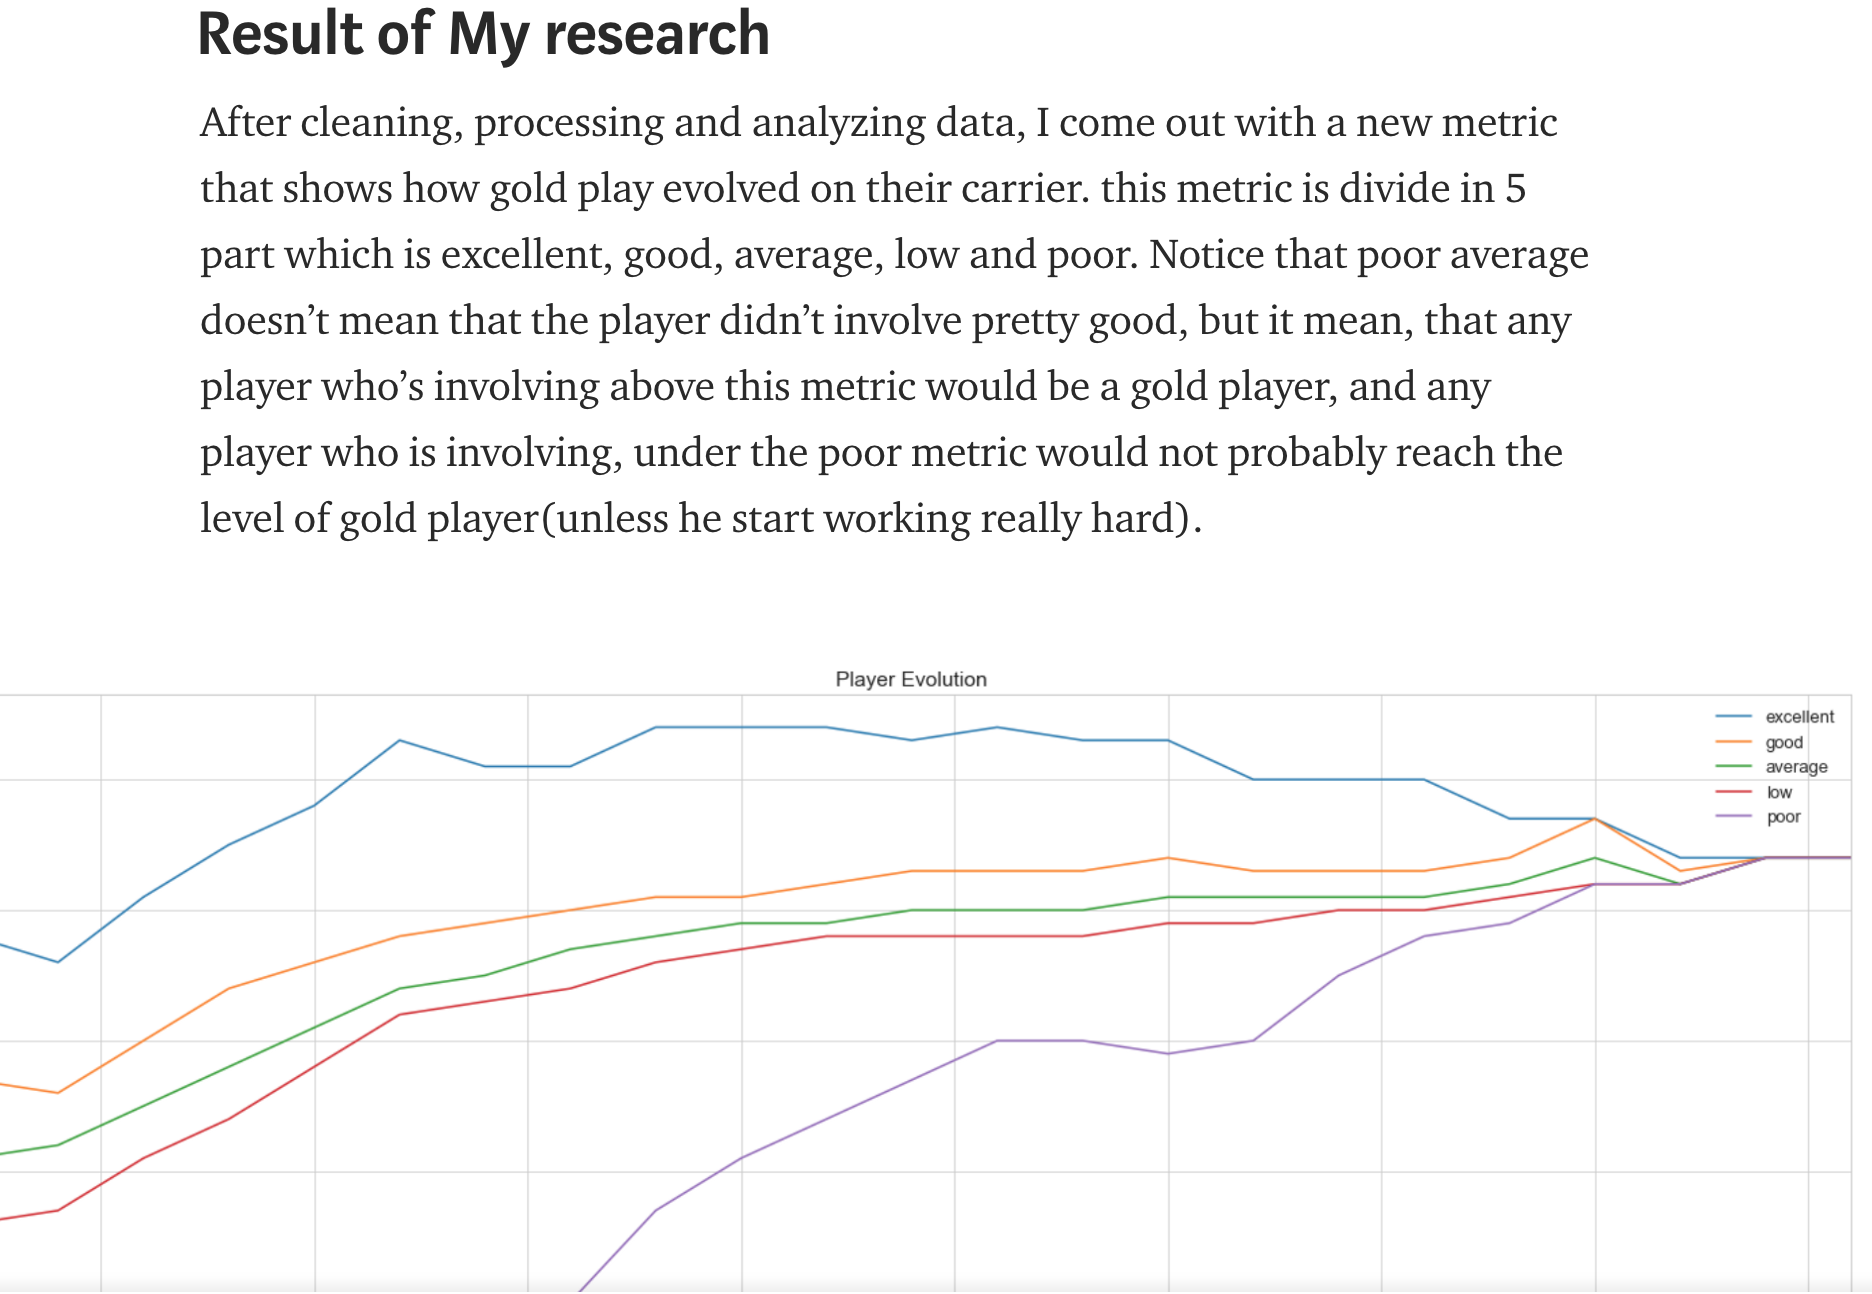 Result of My research
After cleaning, processing and analyzing data, I come out with a new metric
that shows how gold play evolved on their carrier. this metric is divide in 5
part which is excellent, good, average, low and poor. Notice that poor average
doesn’t mean that the player didn’t involve pretty good, but it mean, that any
player who’s involving above this metric would be a gold player, and any
player who is involving, under the poor metric would not probably reach the
level of gold player(unless he start working really hard).
Player Evolution
excellent
good
average
low
poor